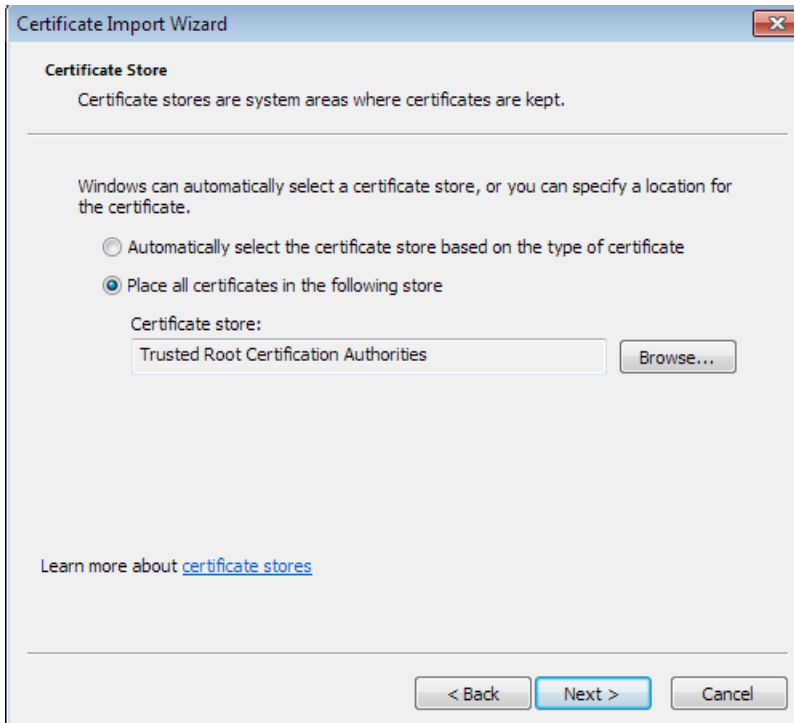 Certificate Import Wizard
Certificate Store
Certificate stores are system areas where certificates are kept.
Windows can automatically select a certificate store, or you can specify a location for
the certificate.
Automatically select the certificate store based on the type of certificate
Place all certificates in the following store
Certificate store:
Trusted Root Certification Authorities
Browse...
Learn more about certificate stores
< Back
Next >
Cancel